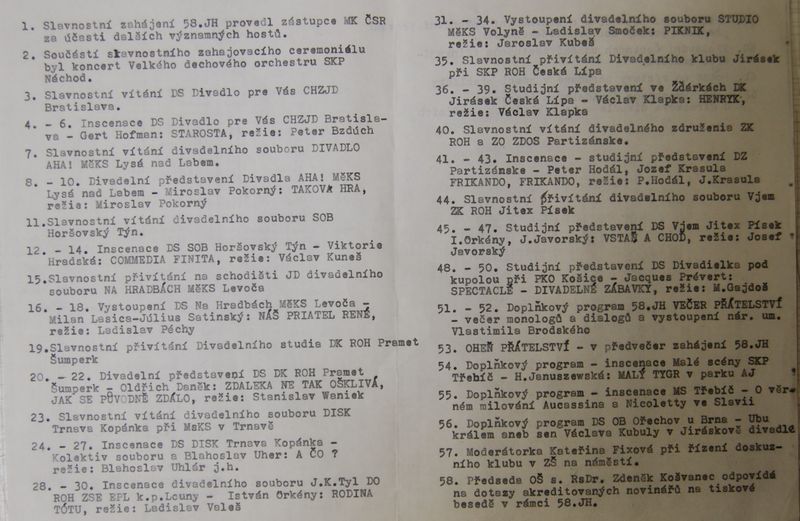 1. Slavnostní zahájení 58.JH provedl zástupce MK ČSR
za účasti dalších významných hostů.
2. Součástí slavnostního zahajovacího ceremoniálu
byl koncert Velkého dechového orchestru SKP
Náchod.
3. Slavnostní vítání DS Divadlo pro Vás CHZJD
Bratislava.
4. - 6. Inscenace DS Divadlo pro Vás CHZJD Bratisla-
va - Gert Hofman: STAROSTA, režie: Peter Bzdúch
7. Slavnostní vítání divadelního souboru DIVADLO
AHA! MěKS Lysá nad Labem.
8. - 10. Divadelní představení Divadla AHA! MěKS
Lysá nad Labem - Miroslav Pokorný: TAKOVÁ HRA,
režie: Miroslav Pokorný
11.Slavnostní vítání divadelního souboru SOB
Horšovský Týn.
12. - 14. Inscenace DS SOB Horšovský Týn - Viktorie
Hradská: COMMEDIA FINITA, režie: Václav Kuneš
15.Slavnostní přivítání na schodišti JD divadelního
souboru NA HRADBÁCH MěKS Levoča
16. - 18. Vystoupení DS Na Hradbách MěKS Levoča -
Milan Lasica-Július Satinský: NÁŠ PRIATEL RENÉ,
režie: Ladislav Péchy
19.Slavnostní přivítání Divadelního studia DK ROH Pramet
Šumperk
20. - 22. Divadelní představení DS DK ROH Pramet
Šumperk - Oldřich Daněk: ZDALEKA NE TAK OŠKLIVÁ,
JAK SE PŮVODNĚ ZDÁLO, režie: Stanislav Waniek
23. Slavnostní vítání divadelního souboru DISK
Trnava Kopánka při MsKS v Trnavě
24. - 27. Inscenace DS DISK Trnava Kopánka -
Kolektiv souboru a Blahoslav Uher: A ČO ?
režie: Blahoslav Uhlár j.h.
28. - 30. Inscenace divadelního souboru J.K.Tyl DO
ROH ZSE EPL k.p.Louny - István Örkény: RODINA
TÓTU, režie: Ladislav Valeš
31. - 34. Vystoupení divadelního souboru STUDIO
MěKS Volyně - Ladislav Smoček: PIKNIK,
režie: Jaroslav Kubeš
35. Slavnostní přivítání Divadelního klubu Jirásek
při SKP ROH Česká Lípa
36. - 39. Studijní představení ve Žďárkách DK
Jirásek Česká Lípa - Václav Klapka: HENRYK,
režie: Václav Klapka
40. Slavnostní vítání divadelného združenia ZK
ROH a ZO ZDOS Partizánske.
41. - 43. Inscenace - studijní představení DZ
Partizánske - Peter Hodál, Jozef Krasula
FRIKANDO, FRIKANDO, režie: P.Hodál, J.Krasula
44. Slavnostní přivítání divadelního souboru Vjem
ZK ROH Jitex Písek
45. - 47. Studijní představení DS Vjem Jitex Písek
I.Örkény, J.Javorský: VSTAŇ A CHOĎ, režie: Josef
Javorský
48. - 50. Studijní představení DS Divadielka pod
kupolou při PKO Košice - Jacques Prévert:
SPECTACLE - DIVADELNÉ ZÁBAVKY, režie: M.Gajdoš
51. - 52. Doplňkový program 58.JH VEČER PŘÁTELSTVÍ
- večer monologů a dialogů a vystoupení nár. um.
Vlastimila Brodského
53. OHEŇ PŘÁTELSTVÍ - v předvečer zahájení 58.JH
54. Doplňkový program - inscenace Malé scény SKP
Třebíč - H.Januszewská: MALÝ TYGR v parku AJ
55. Doplňkový program - inscenace MS Třebíč - O věr-
ném milování Aucassina a Nicoletty ve Slavii
56. Doplňkový program DS OB Ořechov u Brna - Ubu
králem aneb sen Václava Kubuly v Jiráskově divadle
57. Moderátorka Kateřina Fixová při řízení doskuz-
ního klubu v ZŠ na náměstí.
58. Předseda OŠ s. RsDr. Zdeněk Košvanec odpovídá
na dotazy akreditovaných novinářů na tiskové
besedě v rámci 58.JH.